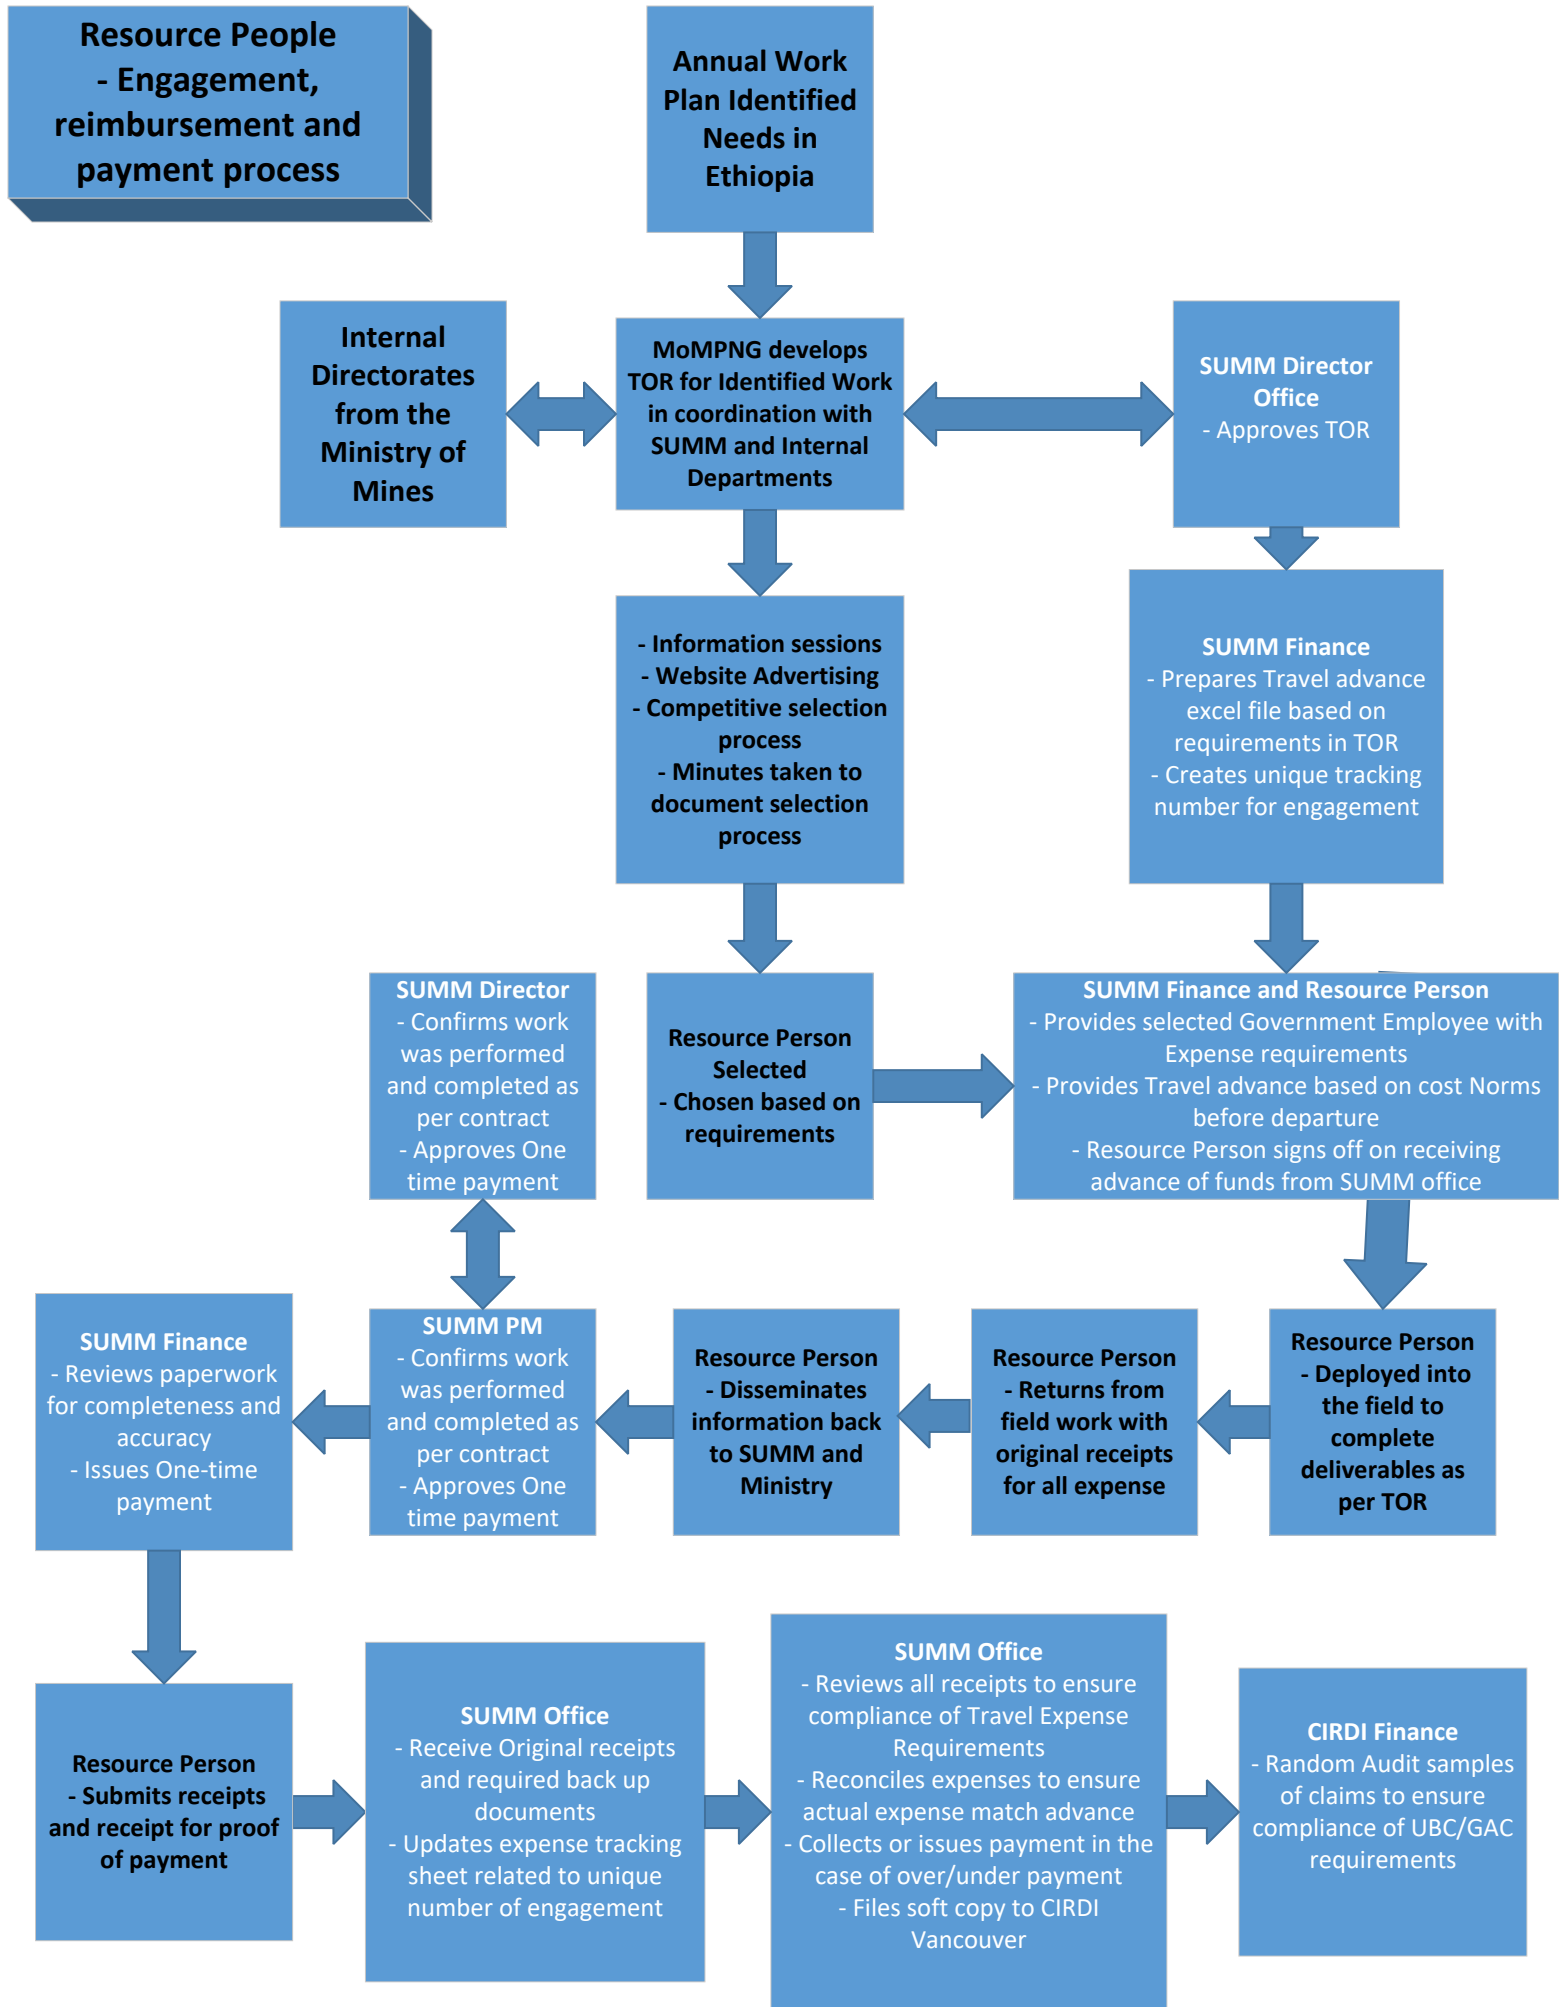 Resource People
- Engagement,
reimbursement and
payment process
Annual Work
Plan Identified
Needs in
Ethiopia
Internal
Directorates
from the
Ministry of
Mines
MoMPNG develops
TOR for Identified Work
in coordination with
SUMM and Internal
Departments
SUMM Director
Office
- Approves TOR
- Information sessions
- Website Advertising
- Competitive selection
process
- Minutes taken to
document selection
process
SUMM Finance
- Prepares Travel advance
excel file based on
requirements in TOR
- Creates unique tracking
number for engagement
SUMM Director
- Confirms work
was performed
and completed as
per contract
- Approves One
time payment
Resource Person
Selected
- Chosen based on
requirements
SUMM Finance and Resource Person
- Provides selected Government Employee with
Expense requirements
- Provides Travel advance based on cost Norms
before departure
- Resource Person signs off on receiving
advance of funds from SUMM office
SUMM Finance
- Reviews paperwork
for completeness and
accuracy
- Issues One-time
payment
SUMM PM
- Confirms work
was performed
and completed as
per contract
- Approves One
time payment
Resource Person
- Disseminates
information back
to SUMM and
Ministry
Resource Person
- Returns from
field work with
original receipts
for all expense
Resource Person
- Deployed into
the field to
complete
deliverables as
per TOR
Resource Person
- Submits receipts
and receipt for proof
of payment
SUMM Office
- Receive Original receipts
and required back up
documents
- Updates expense tracking
sheet related to unique
number of engagement
SUMM Office
- Reviews all receipts to ensure
compliance of Travel Expense
Requirements
- Reconciles expenses to ensure
actual expense match advance
- Collects or issues payment in the
case of over/under payment
- Files soft copy to CIRDI
Vancouver
CIRDI Finance
- Random Audit samples
of claims to ensure
compliance of UBC/GAC
requirements